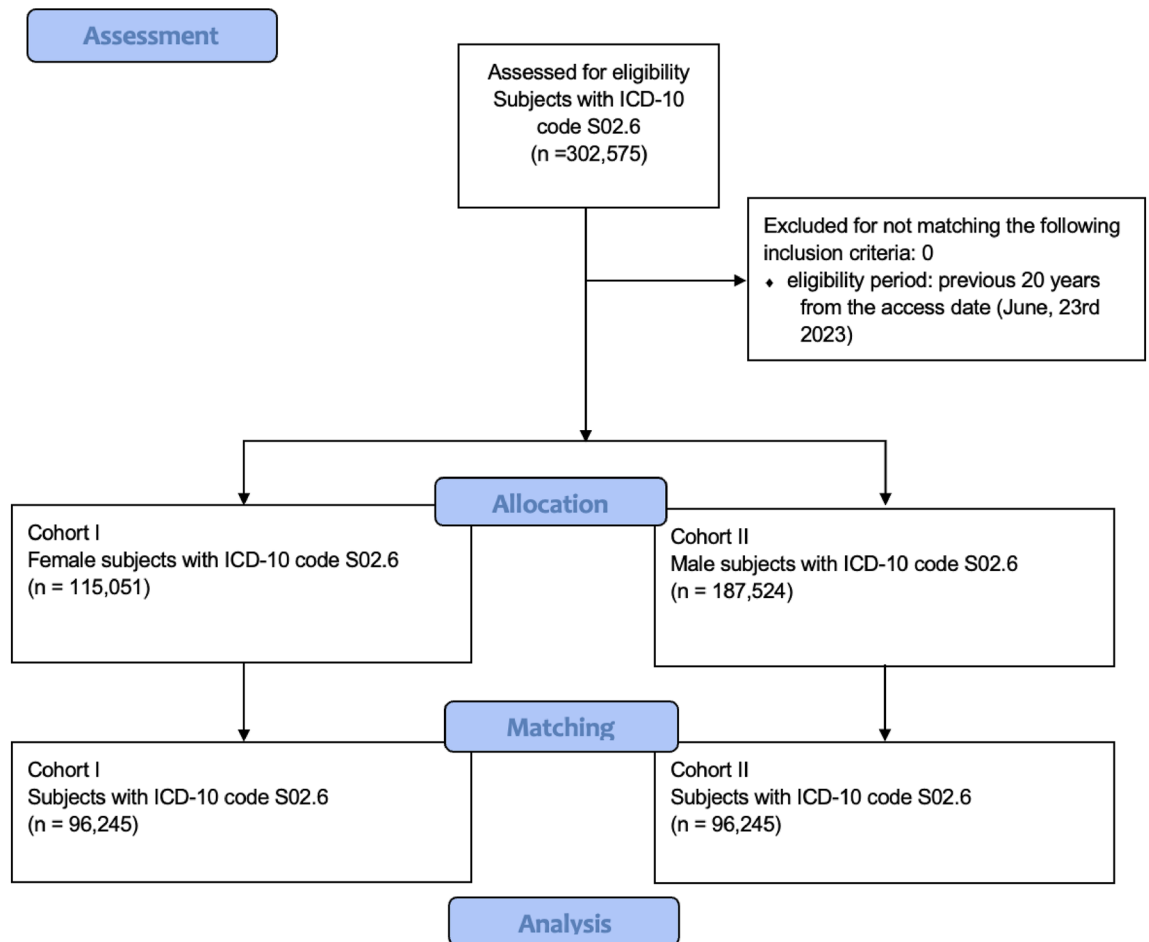 Assessment
Assessed for eligibility
Subjects with ICD-10
code S02.6
(n =302,575)
Excluded for not matching the following
inclusion criteria: 0
♦ eligibility period: previous 20 years
from the access date (June, 23rd
2023)
Allocation
Cohort I
Female subjects with ICD-10 code S02.6
(n = 115,051)
Cohort II
Male subjects with ICD-10 code S02.6
(n = 187,524)
Matching
Cohort I
Subjects with ICD-10 code S02.6
(n = 96,245)
Cohort II
Subjects with ICD-10 code S02.6
(n = 96,245)
Analysis